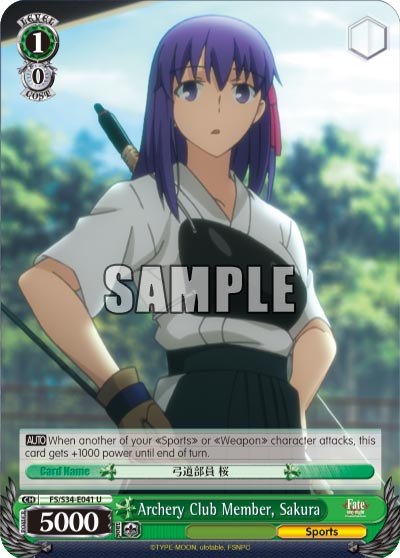 LEVEL
1
0
COST
SAMPLE
AUTO When another of your «Sports» or «Weapon» character attacks, this
card gets +1000 power until end of turn.
Card Name 弓道部員 桜
CH FS/S34-E041 U
5000
Archery Club Member, Sakura
Fate
Sports
©TYPE-MOON, ufotable, FSNPC